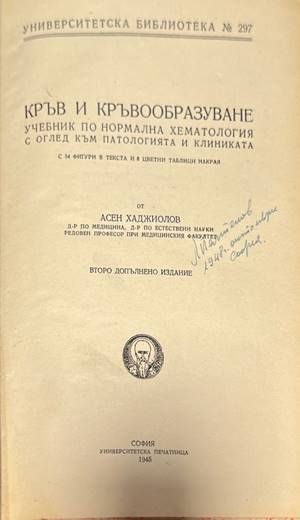 УНИВЕРСИТЕТСКА БИБЛИОТЕКА № 297
КРЪВ И КРЪВООБРАЗУВАНЕ
УЧЕБНИК ПО НОРМАЛНА ХЕМАТОЛОГИЯ
С ОГЛЕД КЪМ ПАТОЛОГИЯТА И КЛИНИКАТА
С 54 ФИГУРИ В ТЕКСТА И 8 ЦВЕТНИ ТАБЛИЦИ НАКРАЯ
ОТ
АСЕН ХАДЖИОЛОВ
Д-Р ПО МЕДИЦИНА, Д-Р ПО ЕСТЕСТВЕНИ НАУКИ
РЕДОВЕН ПРОФЕСОР ПРИ МЕДИЦИНСКИЯ ФАКУЛТЕТ
1948
ВТОРО ДОПЪЛНЕНО ИЗДАНИЕ
СОФИЯ
УНИВЕРСИТЕТСКА ПЕЧАТНИЦА
1945